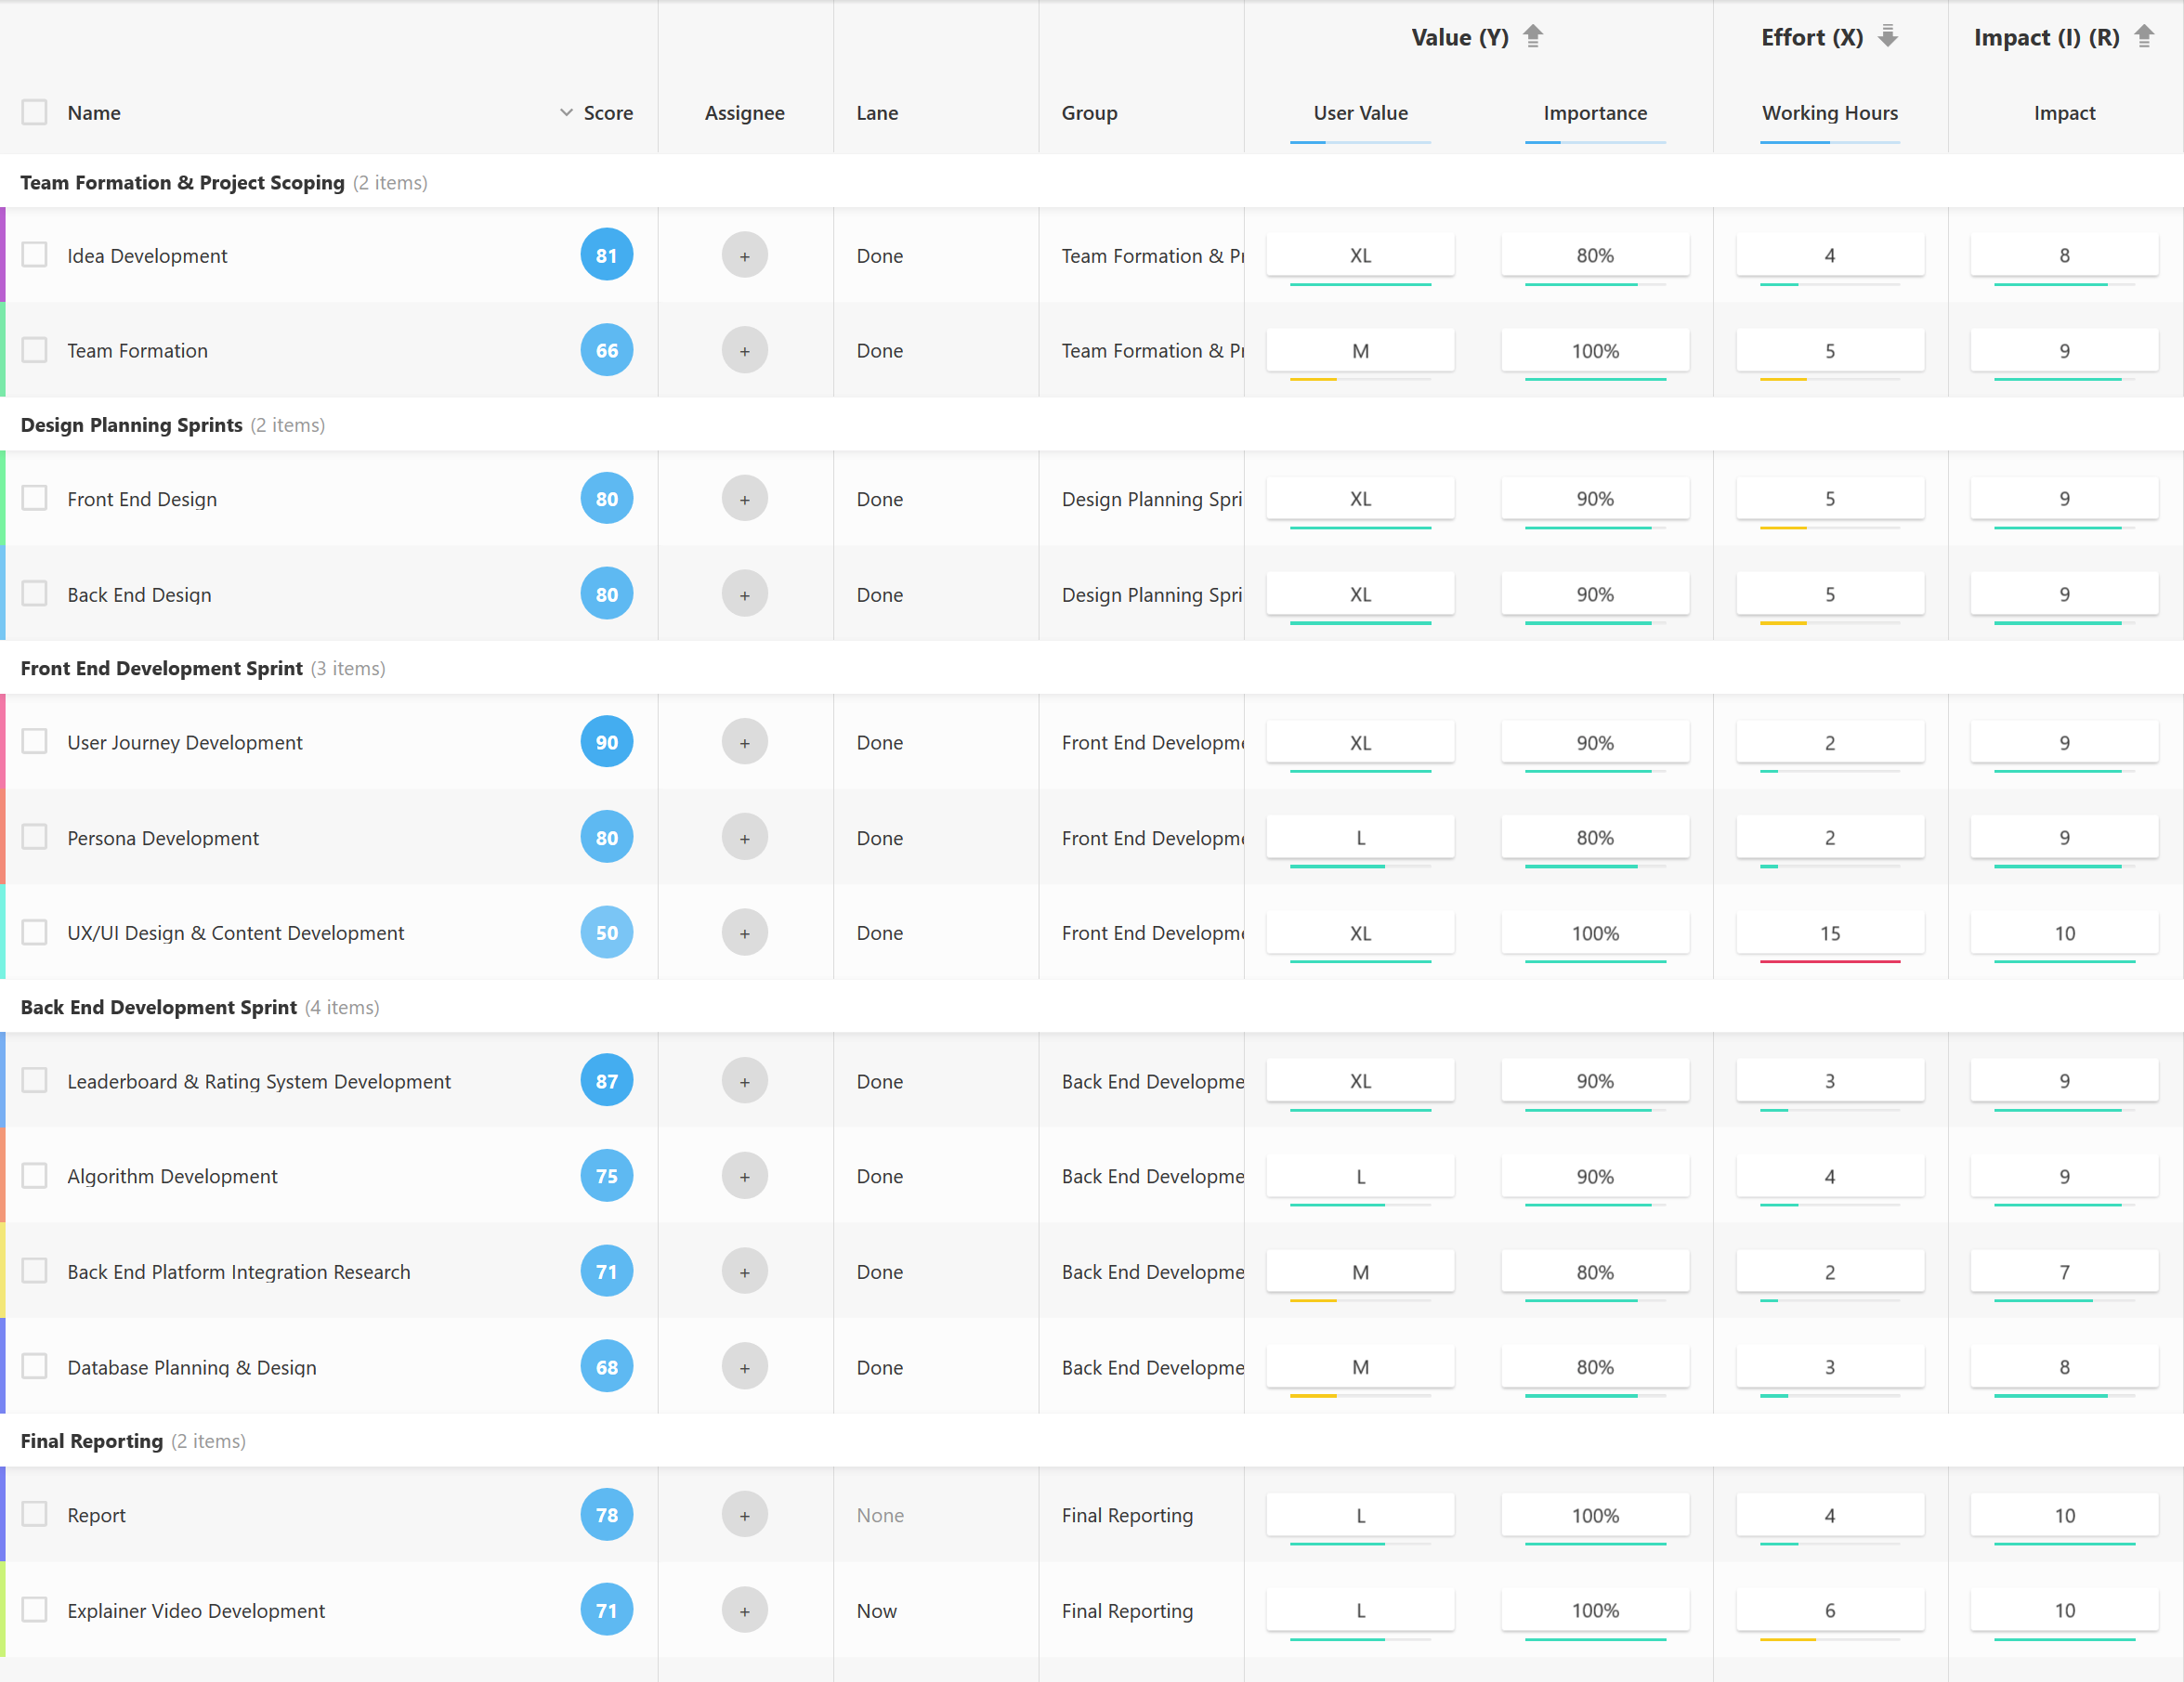 Value (Y) Effort (X) Impact (I) (R)
Name Score Assignee Lane Group User Value Importance Working Hours Impact
Team Formation & Project Scoping (2 items)
Idea Development 81 + Done Team Formation & Pr XL 80% 4 8
Team Formation 66 + Done Team Formation & Pr M 100% 5 9
Design Planning Sprints (2 items)
Front End Design 80 + Done Design Planning Spri XL 90% 5 9
Back End Design 80 + Done Design Planning Spri XL 90% 5 9
Front End Development Sprint (3 items)
User Journey Development 90 + Done Front End Developme XL 90% 2 9
Persona Development 80 + Done Front End Developme L 80% 2 9
UX/UI Design & Content Development 50 + Done Front End Developme XL 100% 15 10
Back End Development Sprint (4 items)
Leaderboard & Rating System Development 87 + Done Back End Developme XL 90% 3 9
Algorithm Development 75 + Done Back End Developme L 90% 4 9
Back End Platform Integration Research 71 + Done Back End Developme M 80% 2 7
Database Planning & Design 68 + Done Back End Developme M 80% 3 8
Final Reporting (2 items)
Report 78 + None Final Reporting L 100% 4 10
Explainer Video Development 71 + Now Final Reporting L 100% 6 10